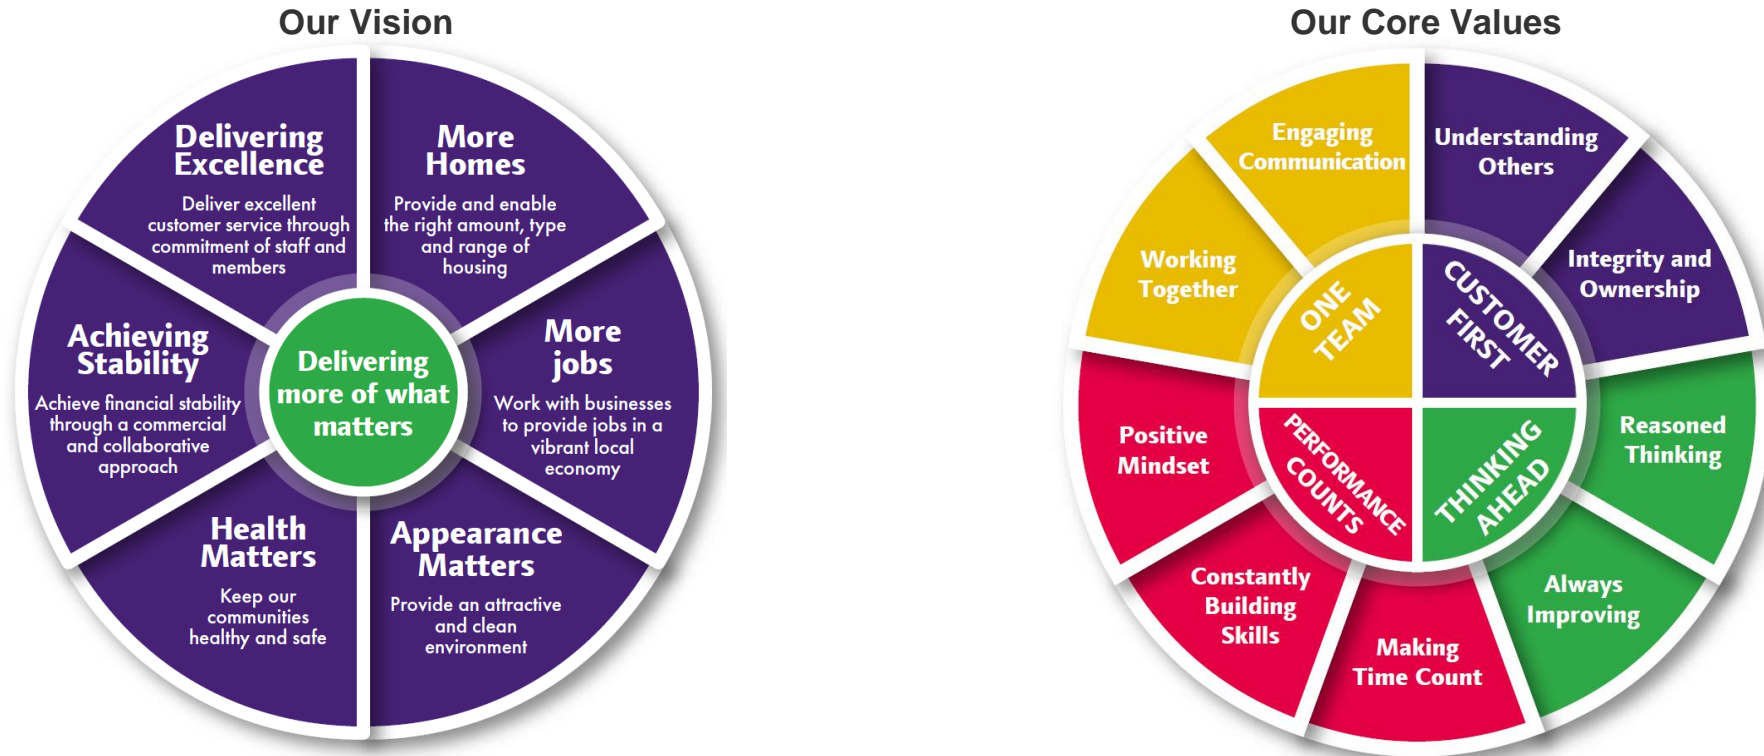 Our Vision
Delivering
Excellence
Deliver excellent
customer service through
commitment of staff and
members
More
Homes
Provide and enable
the right amount, type
and range of
housing
More
jobs
Work with businesses
to provide jobs in a
vibrant local
economy
Appearance
Matters
Provide an attractive
and clean
environment
Health
Matters
Keep our
communities
healthy and safe
Achieving
Stability
Achieve financial stability
through a commercial
and collaborative
approach
Delivering
more of what
matters
Our Core Values
Engaging
Communication
Understanding
Others
Integrity and
Ownership
Reasoned
Thinking
Always
Improving
Making
Time Count
Constantly
Building
Skills
Positive
Mindset
Working
Together
ONE
TEAM
CUSTOMER
FIRST
THINKING
AHEAD
PERFORMANCE
COUNTS